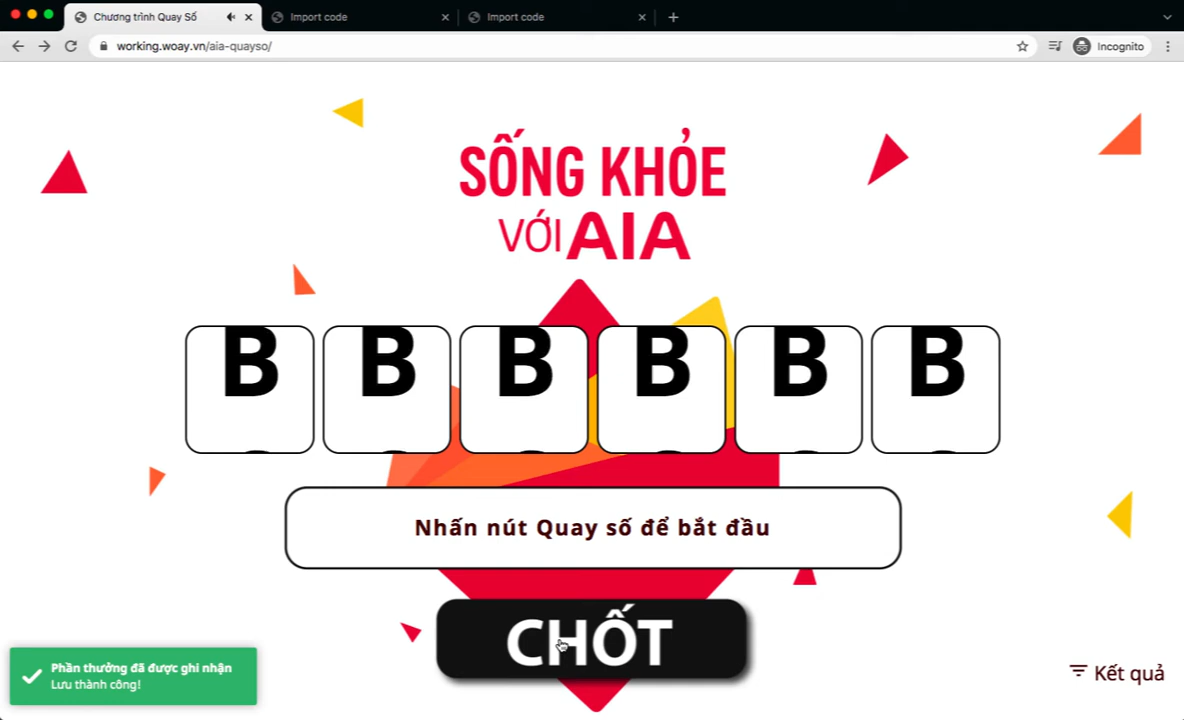 Chương trình Quay Số
Import code
Import code
working.woay.vn/aia-quayso/
Incognito
SỐNG KHỎE
VỚI AIA
B B B B B B
Nhấn nút Quay số để bắt đầu
CHỐT
Phần thưởng đã được ghi nhận
Lưu thành công!
Kết quả